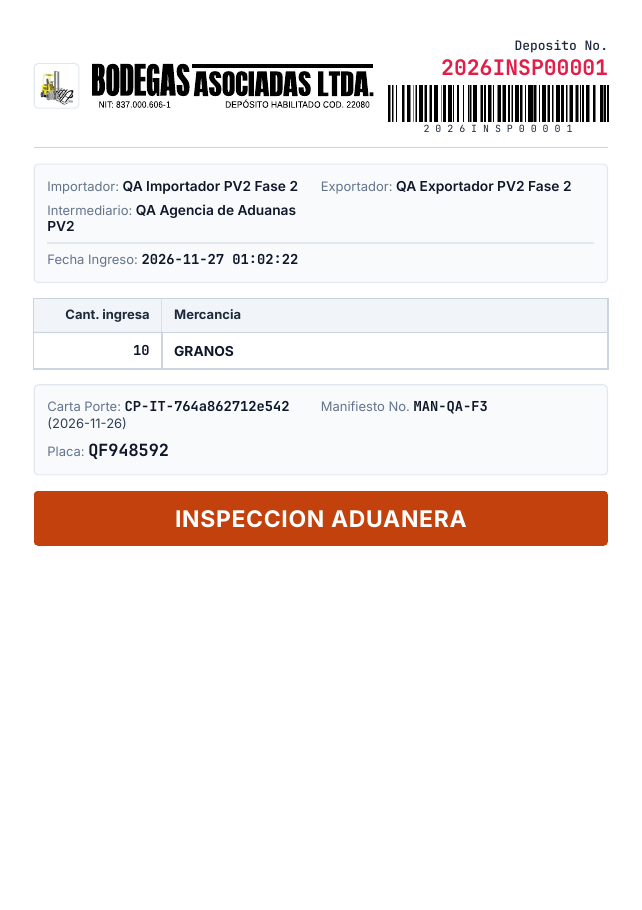 Deposito No.
2026INSP00001
BODEGAS ASOCIADAS LTDA.
NIT: 837.000.606-1 DEPÓSITO HABILITADO COD. 22080
2026INSP00001
Importador: QA Importador PV2 Fase 2 Exportador: QA Exportador PV2 Fase 2
Intermediario: QA Agencia de Aduanas
PV2
Fecha Ingreso: 2026-11-27 01:02:22
Cant. ingresa Mercancia
10 GRANOS
Carta Porte: CP-IT-764a862712e542 Manifiesto No. MAN-QA-F3
(2026-11-26)
Placa: QF948592
INSPECCION ADUANERA